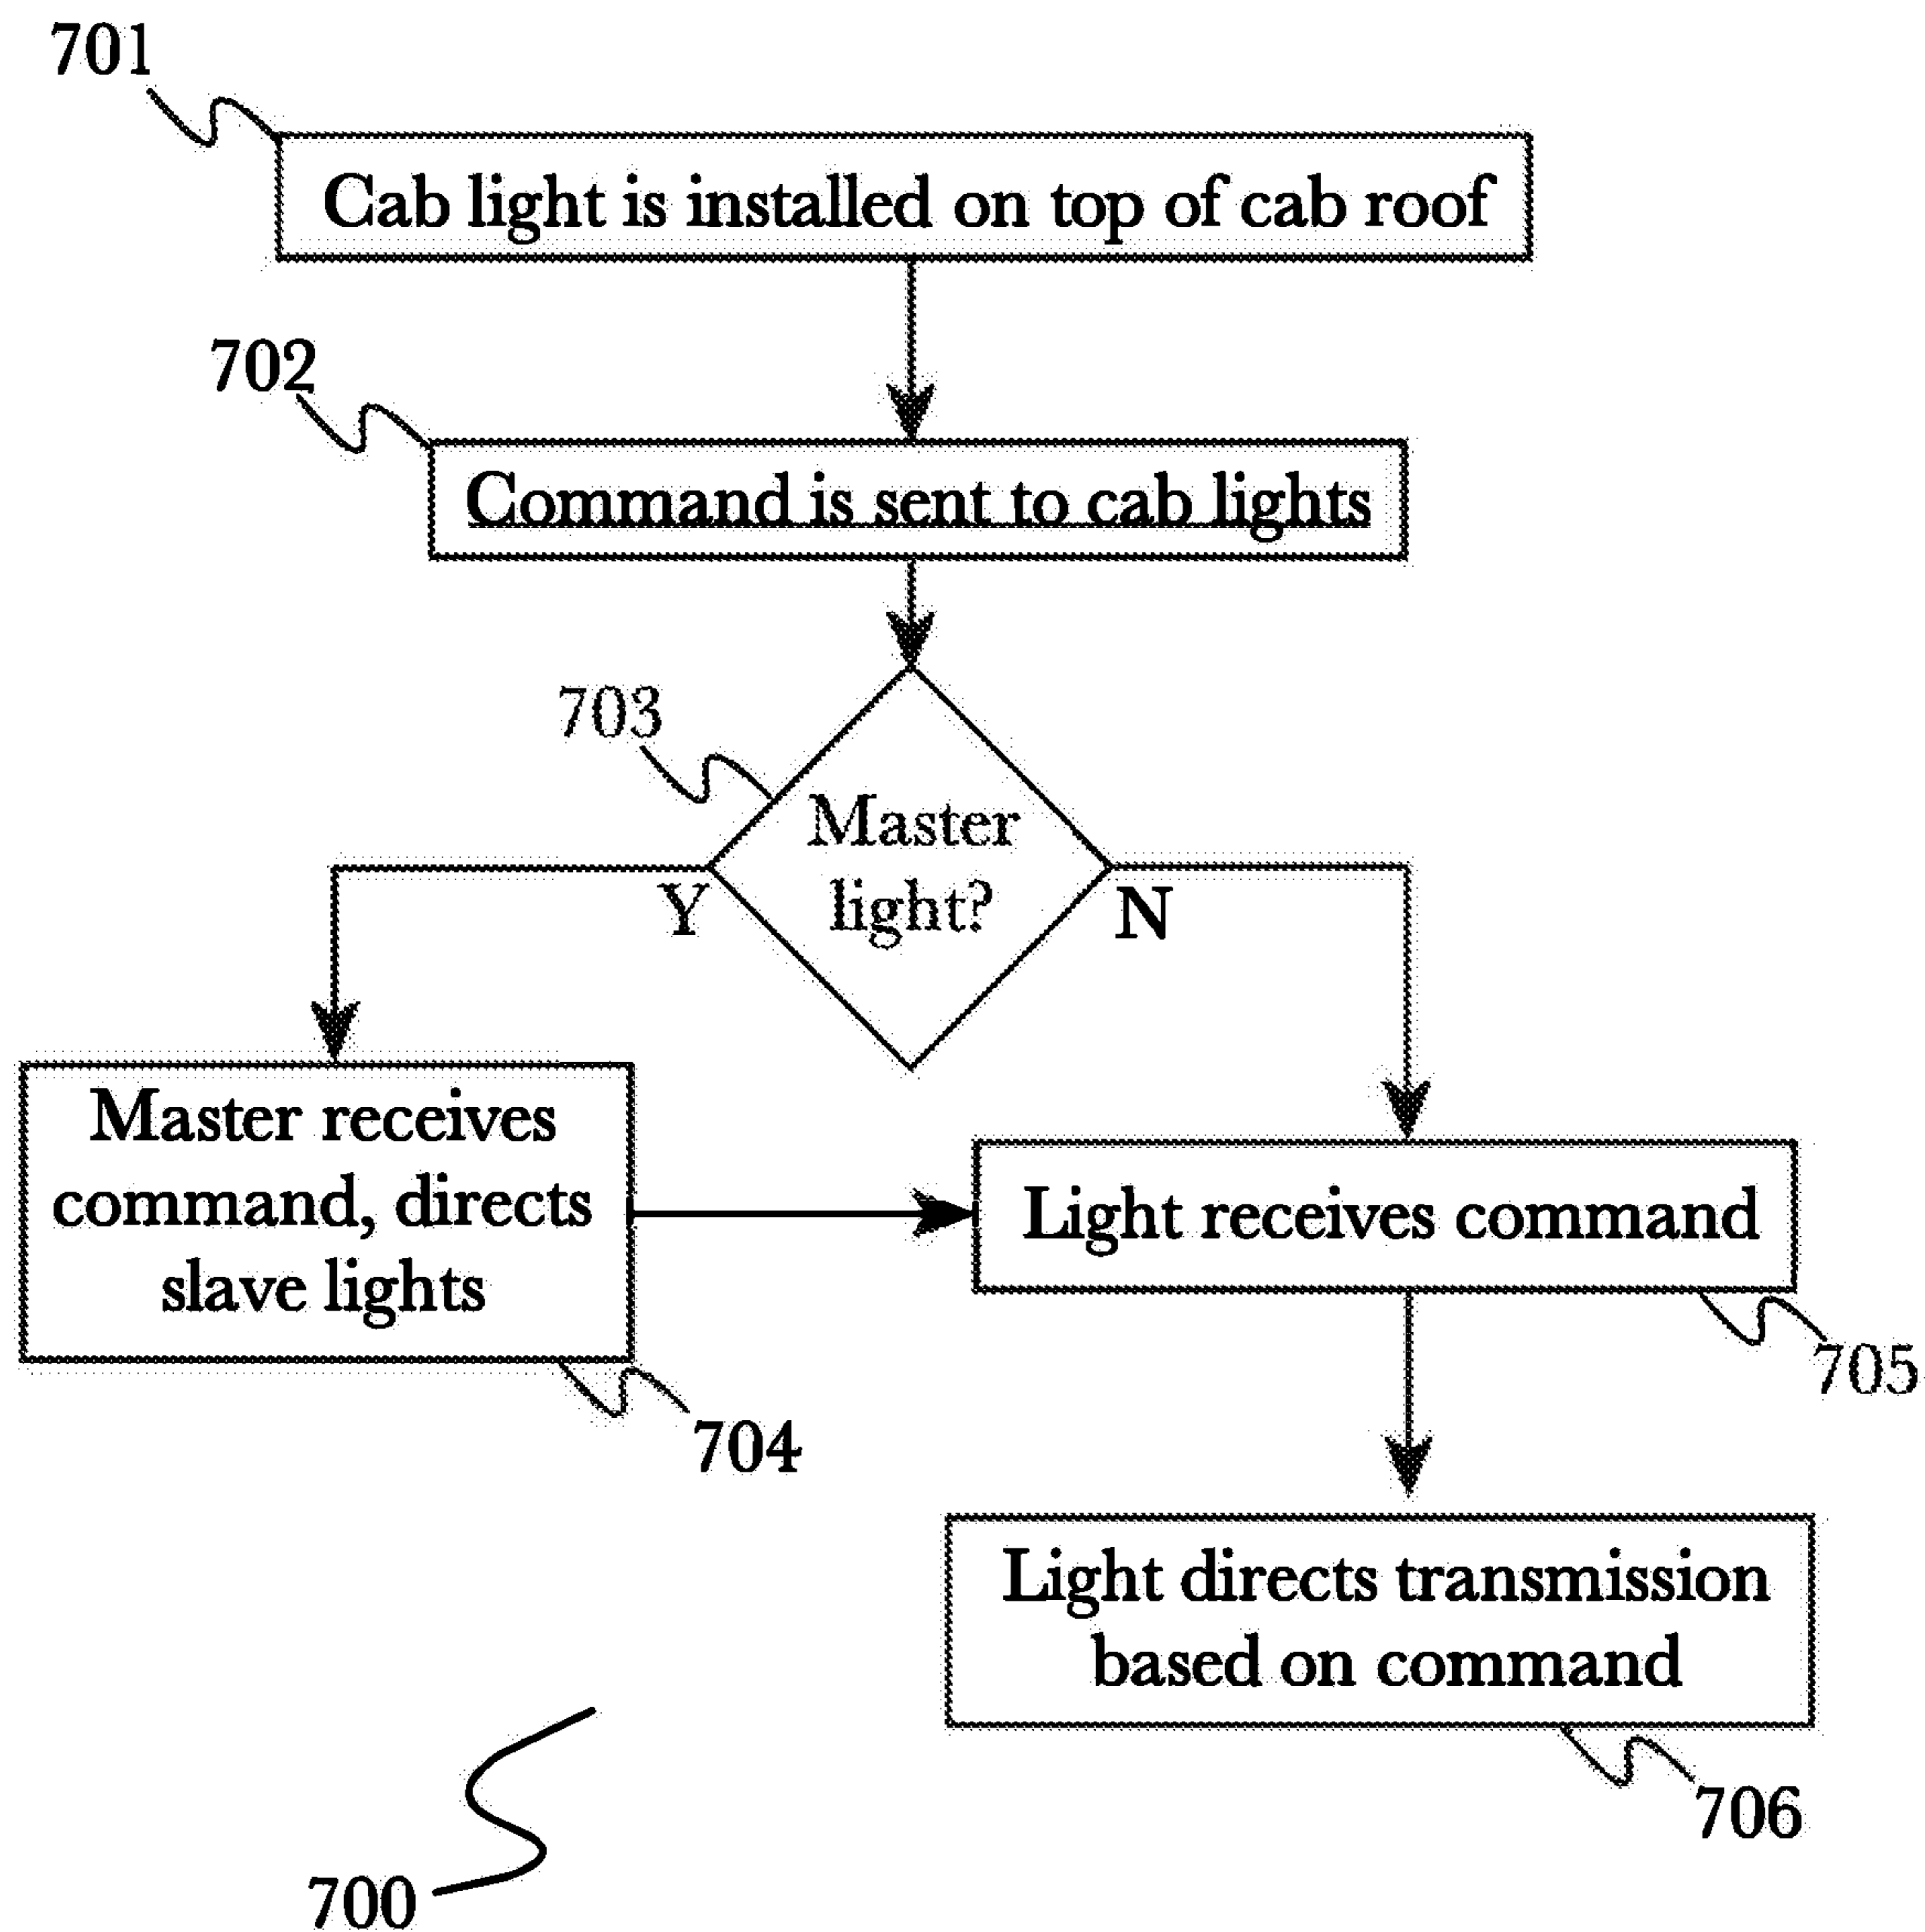 701
Cab light is installed on top of cab roof
702
Command is sent to cab lights
703
Master
light?
Y
N
Master receives
command, directs
slave lights
Light receives command
705
704
Light directs transmission
based on command
706
700